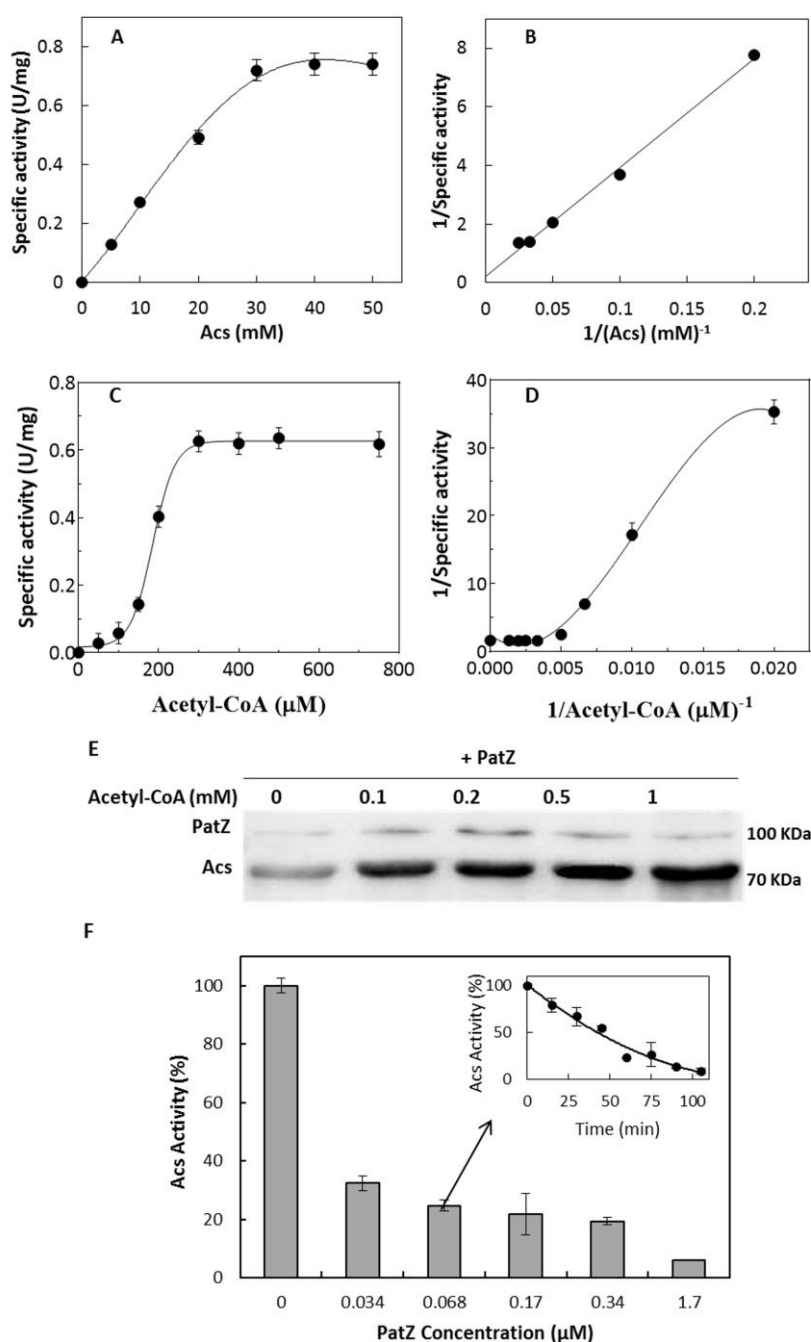 A
Specific activity (U/mg)
0.8
0.6
0.4
0.2
0
0 10 20 30 40 50
Acs (mM)
B
1/Specific activity
8
6
4
2
0
0 0.05 0.1 0.15 0.2
1/(Acs) (mM)-1
C
Specific activity (U/mg)
0.8
0.6
0.4
0.2
0.0
0 200 400 600 800
Acetyl-CoA (µM)
D
1/Specific activity
40
35
25
15
5
0
0.000 0.005 0.010 0.015 0.020
1/Acetyl-CoA (µM)-1
E
+ PatZ
Acetyl-CoA (mM) 0 0.1 0.2 0.5 1
PatZ 100 KDa
Acs 70 KDa
F
Acs Activity (%)
100
80
60
40
20
0
0 0.034 0.068 0.17 0.34 1.7
PatZ Concentration (µM)
Acs Activity (%)
100
50
0
0 25 50 75 100
Time (min)